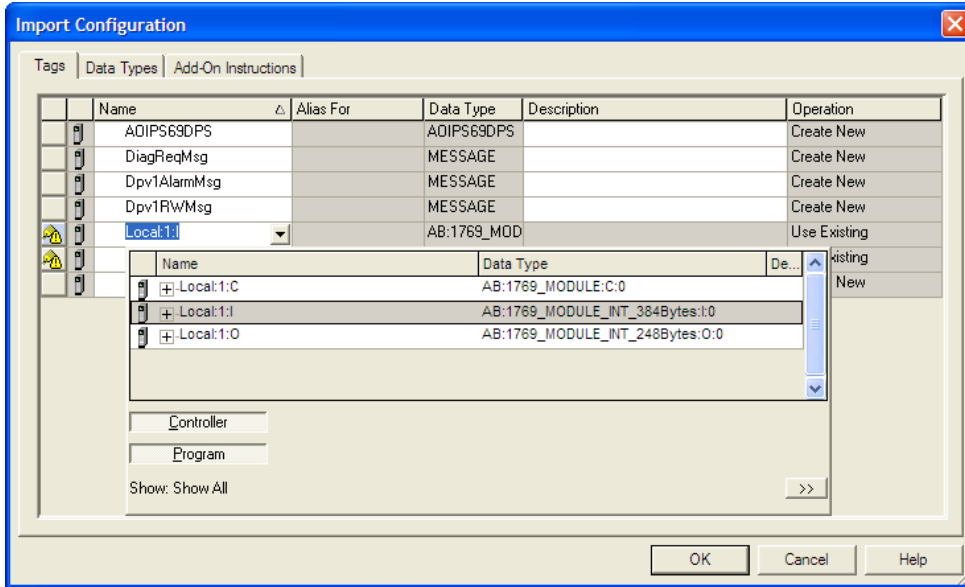 Import Configuration
Tags Data Types Add-On Instructions
Name Alias For Data Type Description Operation
AOIPS69DPS AOIPS69DPS Create New
DiagReqMsg MESSAGE Create New
Dpv1AlarmMsg MESSAGE Create New
Dpv1RWMsg MESSAGE Create New
Local:1:I AB:1769_MOD Use Existing
Name Data Type De... xisting
Local:1:C AB:1769_MODULE:C:0 New
Local:1:I AB:1769_MODULE_INT_384Bytes:I:0
Local:1:O AB:1769_MODULE_INT_248Bytes:O:0
Controller
Program
Show: Show All >>
OK Cancel Help